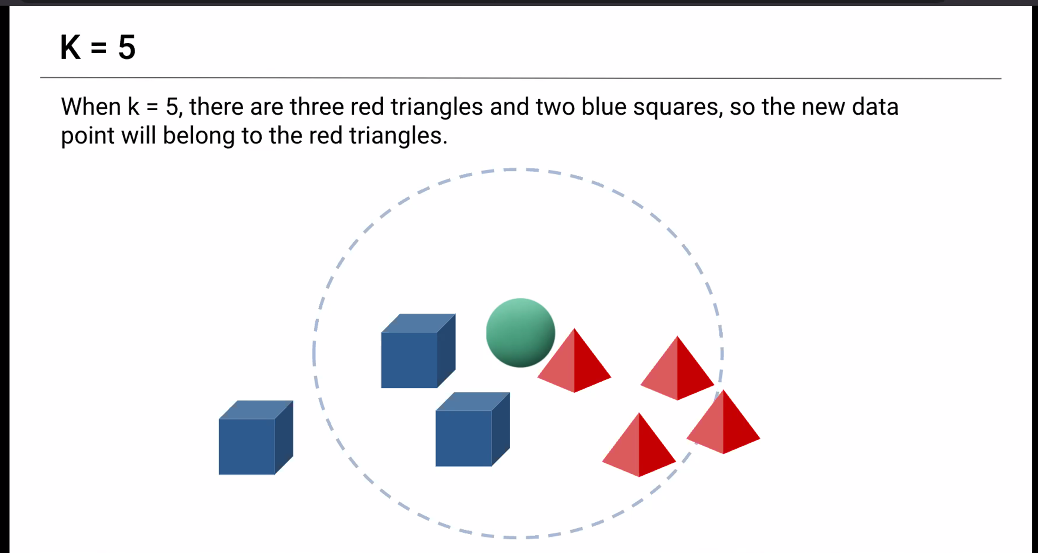 K = 5
When k = 5, there are three red triangles and two blue squares, so the new data
point will belong to the red triangles.